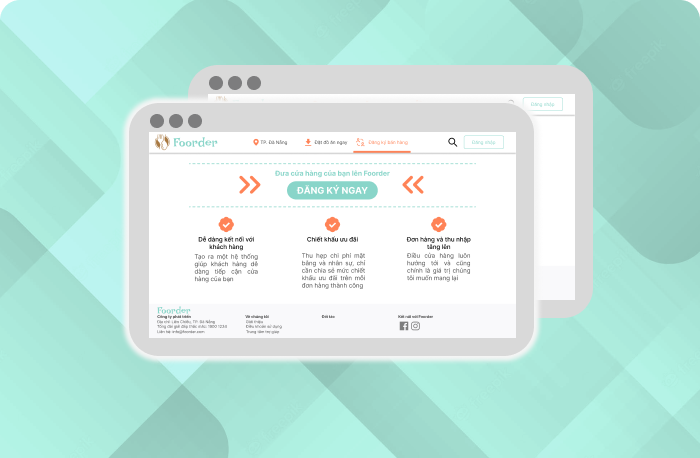 Đăng nhập
Foorder
TP. Đà Nẵng
Đặt đồ ăn ngay
Đăng ký bán hàng
Đăng nhập
Đưa cửa hàng của bạn lên Foorder
ĐĂNG KÝ NGAY
Dễ dàng kết nối với
khách hàng
Tạo ra một hệ thống
giúp khách hàng dễ
dàng tiếp cận cửa
hàng của bạn
Chiết khấu ưu đãi
Thu hẹp chi phí mặt
bằng và nhân sự, chỉ
cần chia sẻ mức chiết
khấu ưu đãi trên mỗi
đơn hàng thành công
Đơn hàng và thu nhập
tăng lên
Điều cửa hàng luôn
hướng tới và cũng
chính là giá trị chúng
tôi muốn mang lại
Foorder
Công ty phát triển
Địa chỉ: Liên Chiểu, TP. Đà Nẵng
Tổng đài giải đáp thắc mắc: 1900 1238
Liên hệ: info@foorder.com
Về chúng tôi
Giới thiệu
Điều khoản sử dụng
Trung tâm trợ giúp
Đối tác
Kết nối với Foorder